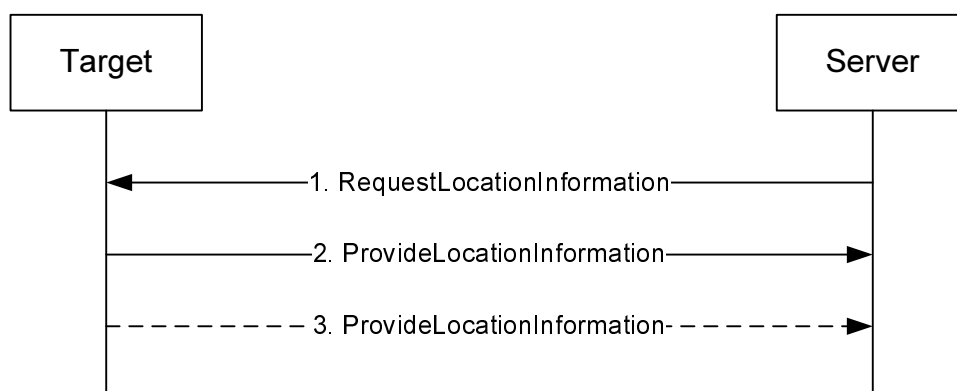 Target
Server
1. RequestLocationInformation
2. ProvideLocationInformation
3. ProvideLocationInformation